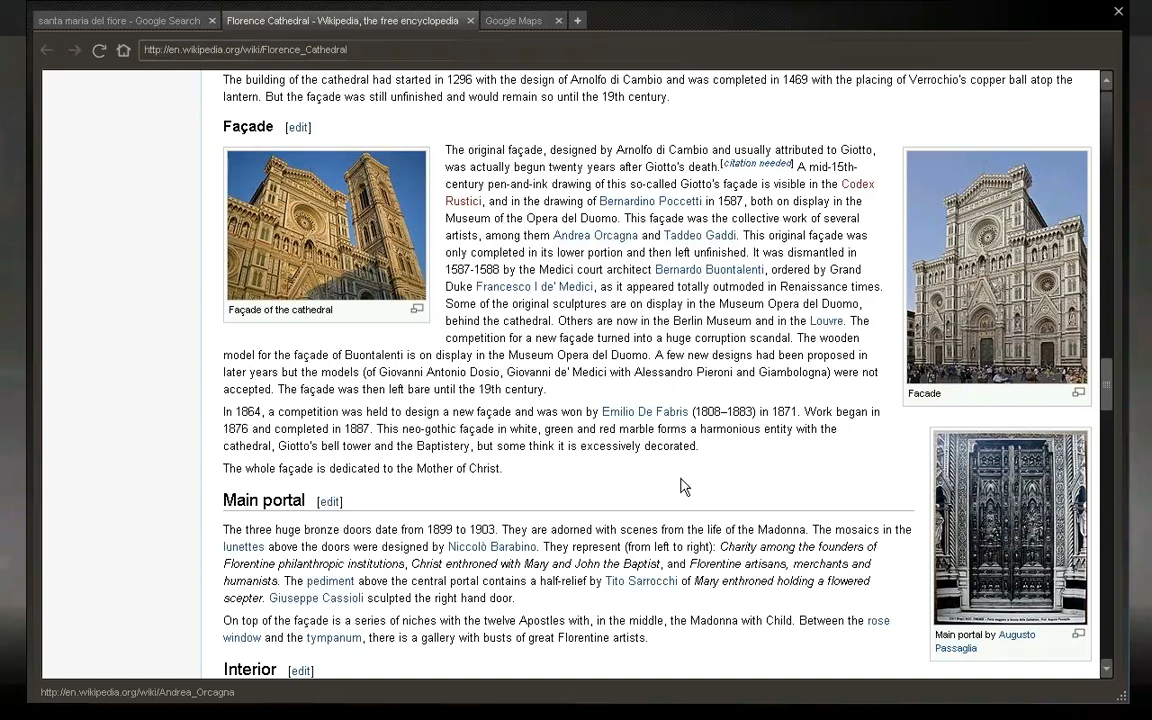 santa maria del fiore - Google Search
Florence Cathedral - Wikipedia, the free encyclopedia
Google Maps
http://en.wikipedia.org/wiki/Florence_Cathedral
The building of the cathedral had started in 1296 with the design of Arnolfo di Cambio and was completed in 1469 with the placing of Verrochio's copper ball atop the
lantern. But the façade was still unfinished and would remain so until the 19th century.
Façade [edit]
The original façade, designed by Arnolfo di Cambio and usually attributed to Giotto,
was actually begun twenty years after Giotto's death.[citation needed] A mid-15th-
century pen-and-ink drawing of this so-called Giotto's façade is visible in the Codex
Rustici, and in the drawing of Bernardino Poccetti in 1587, both on display in the
Museum of the Opera del Duomo. This façade was the collective work of several
artists, among them Andrea Orcagna and Taddeo Gaddi. This original façade was
only completed in its lower portion and then left unfinished. It was dismantled in
1587-1588 by the Medici court architect Bernardo Buontalenti, ordered by Grand
Duke Francesco I de' Medici, as it appeared totally outmoded in Renaissance times.
Some of the original sculptures are on display in the Museum Opera del Duomo,
behind the cathedral. Others are now in the Berlin Museum and in the Louvre. The
competition for a new façade turned into a huge corruption scandal. The wooden
model for the façade of Buontalenti is on display in the Museum Opera del Duomo. A few new designs had been proposed in
later years but the models (of Giovanni Antonio Dosio, Giovanni de' Medici with Alessandro Pieroni and Giambologna) were not
accepted. The façade was then left bare until the 19th century.
Façade of the cathedral
Facade
In 1864, a competition was held to design a new façade and was won by Emilio De Fabris (1808–1883) in 1871. Work began in
1876 and completed in 1887. This neo-gothic façade in white, green and red marble forms a harmonious entity with the
cathedral, Giotto's bell tower and the Baptistery, but some think it is excessively decorated.
The whole façade is dedicated to the Mother of Christ.
Main portal [edit]
The three huge bronze doors date from 1899 to 1903. They are adorned with scenes from the life of the Madonna. The mosaics in the
lunettes above the doors were designed by Niccolò Barabino. They represent (from left to right): Charity among the founders of
Florentine philanthropic institutions, Christ enthroned with Mary and John the Baptist, and Florentine artisans, merchants and
humanists. The pediment above the central portal contains a half-relief by Tito Sarrocchi of Mary enthroned holding a flowered
scepter. Giuseppe Cassioli sculpted the right hand door.
On top of the façade is a series of niches with the twelve Apostles with, in the middle, the Madonna with Child. Between the rose
window and the tympanum, there is a gallery with busts of great Florentine artists.
Main portal by Augusto
Passaglia
Interior [edit]
http://en.wikipedia.org/wiki/Andrea_Orcagna